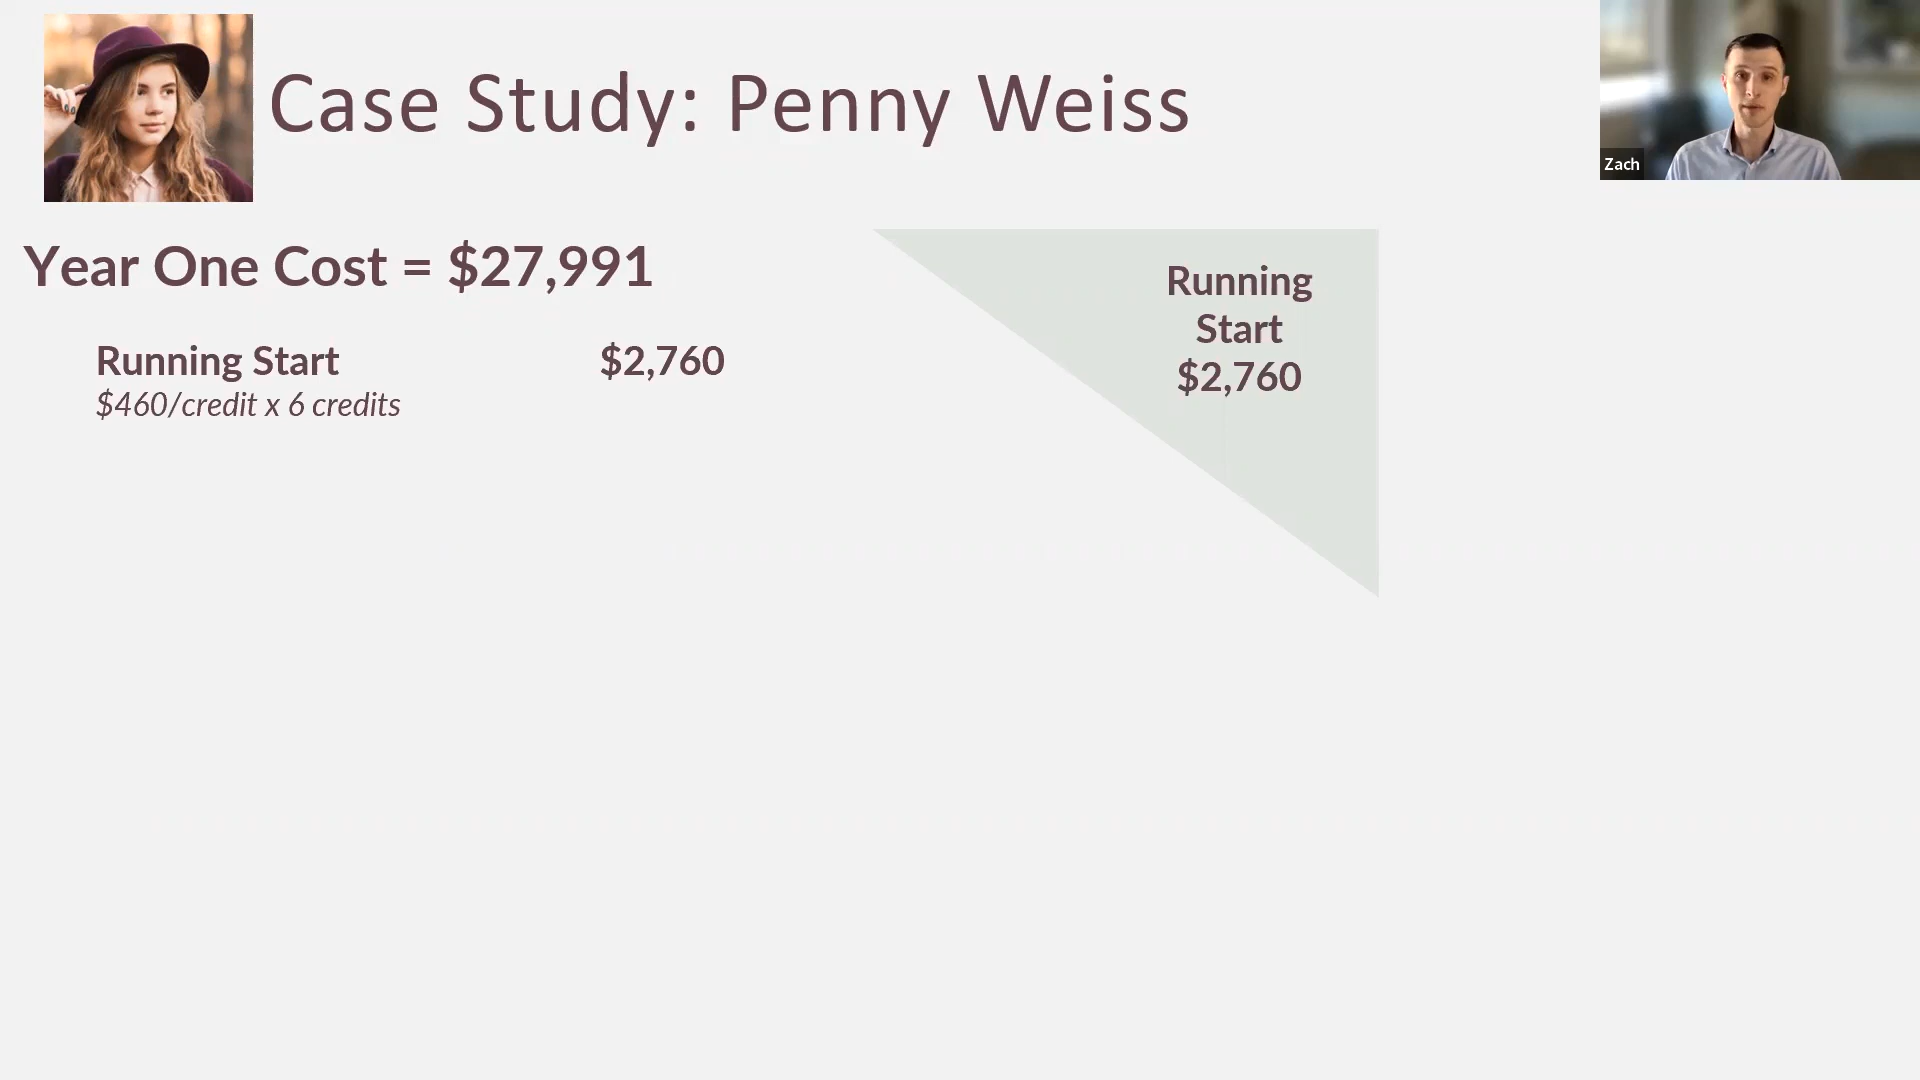 Case Study: Penny Weiss
Zach
Year One Cost = $27,991
Running Start $2,760
$460/credit x 6 credits
Running
Start
$2,760